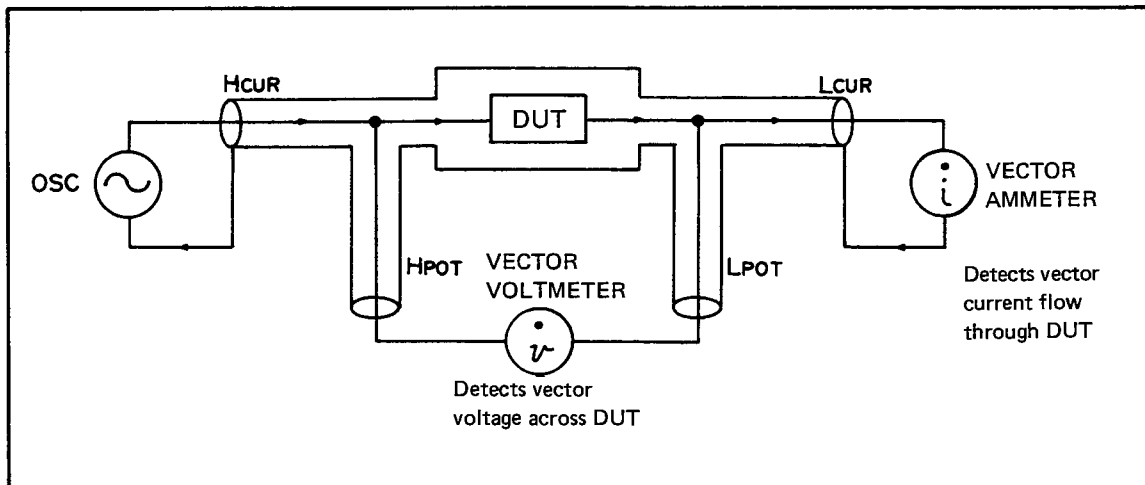 HCUR
LCUR
DUT
OSC
VECTOR
AMMETER
i
HPOT
VECTOR
VOLTMETER
LPOT
v
Detects vector
voltage across DUT
Detects vector
current flow
through DUT